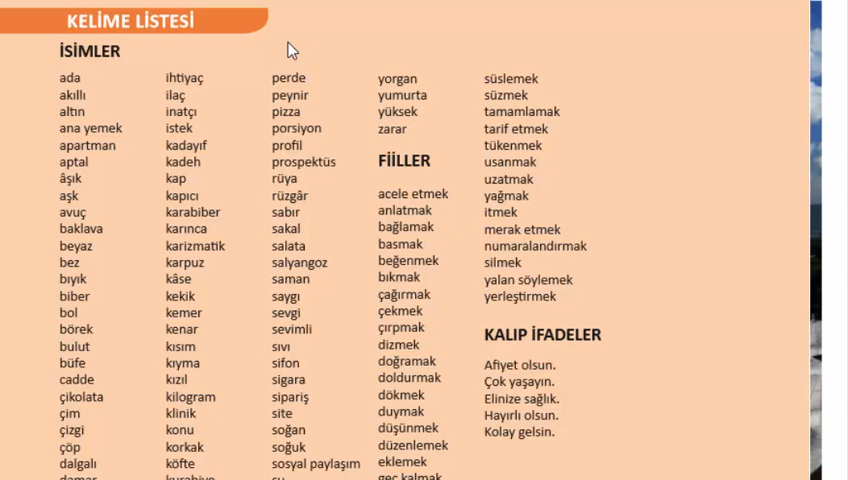 KELİME LİSTESİ
İSİMLER
ada
akıllı
altın
ana yemek
apartman
aptal
âşık
aşk
avuç
baklava
beyaz
bez
bıyık
biber
bol
börek
bulut
büfe
cadde
çikolata
çim
çizgi
çöp
dalgalı
damar
ihtiyaç
ilaç
inatçı
istek
kadayıf
kadeh
kap
kapıcı
karabiber
karınca
karizmatik
karpuz
kâse
kekik
kemer
kenar
kısım
kıyma
kızıl
kilogram
klinik
konu
korkak
köfte
kurabiye
perde
peynir
pizza
porsiyon
profil
prospektüs
rüya
rüzgâr
sabır
sakal
salata
salyangoz
saman
saygı
sevgi
sevimli
sıvı
sifon
sigara
sipariş
site
soğan
soğuk
sosyal paylaşım
su
yorgan
yumurta
yüksek
zarar
FİİLLER
acele etmek
anlatmak
bağlamak
basmak
beğenmek
bıkmak
çağırmak
çekmek
çırpmak
dizmek
doğramak
doldurmak
dökmek
duymak
düşünmek
düzenlemek
eklemek
geç kalmak
süslemek
süzmek
tamamlamak
tarif etmek
tükenmek
usanmak
uzatmak
yağmak
itmek
merak etmek
numaralandırmak
silmek
yalan söylemek
yerleştirmek
KALIP İFADELER
Afiyet olsun.
Çok yaşayın.
Elinize sağlık.
Hayırlı olsun.
Kolay gelsin.